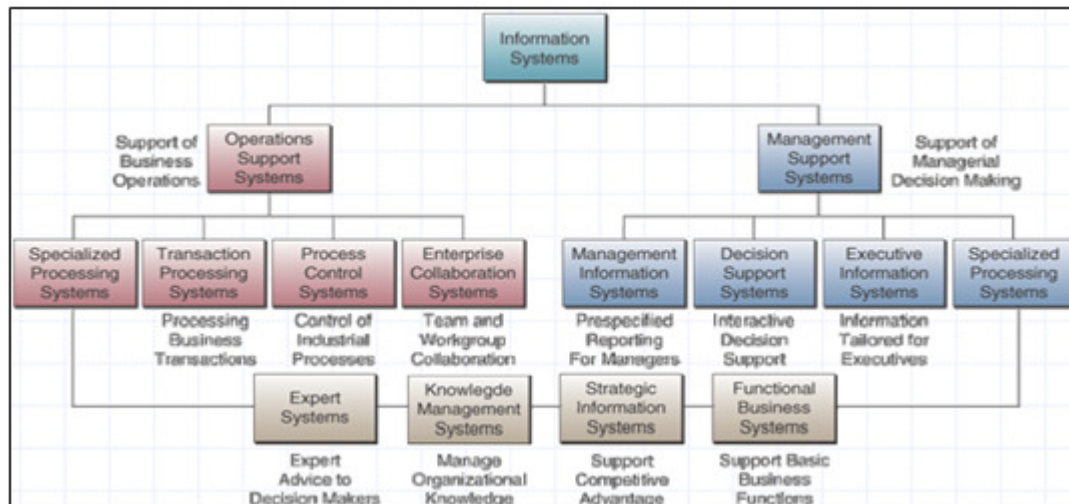 Information
Systems
Support of
Business
Operations
Operations
Support
Systems
Management
Support
Systems
Support of
Managerial
Decision Making
Specialized
Processing
Systems
Transaction
Processing
Systems
Process
Control
Systems
Enterprise
Collaboration
Systems
Management
Information
Systems
Decision
Support
Systems
Executive
Information
Systems
Specialized
Processing
Systems
Processing
Business
Transactions
Control of
Industrial
Processes
Team and
Workgroup
Collaboration
Prespecified
Reporting
For Managers
Interactive
Decision
Support
Information
Tailored for
Executives
Expert
Systems
Knowlegde
Management
Systems
Strategic
Information
Systems
Functional
Business
Systems
Expert
Advice to
Decision Makers
Manage
Organizational
Knowledge
Support
Competitive
Advantage
Support Basic
Business
Functions